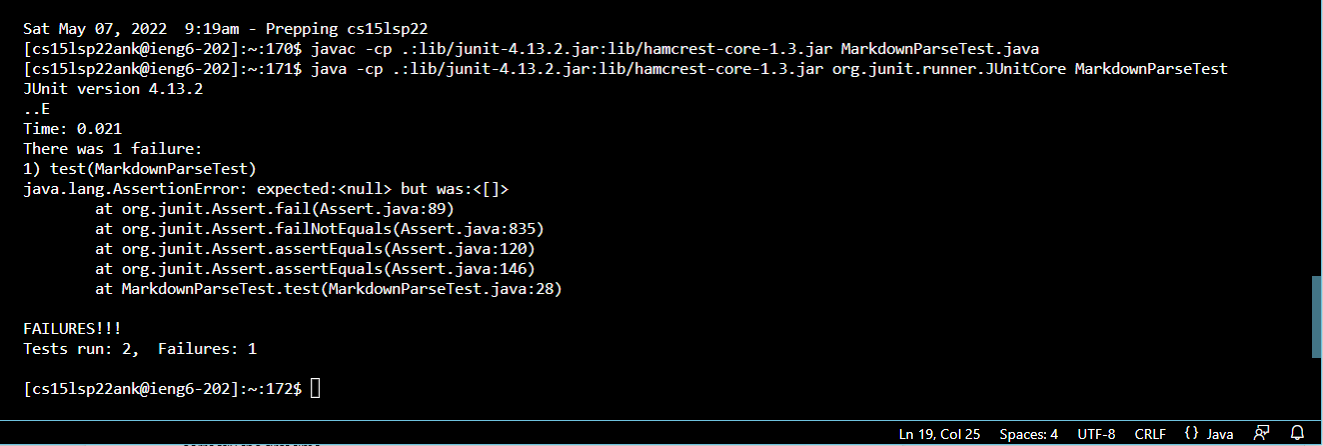 Sat May 07, 2022  9:19am - Prepping cs15lsp22
[cs15lsp22ank@ieng6-202]:~:170$ javac -cp .:lib/junit-4.13.2.jar:lib/hamcrest-core-1.3.jar MarkdownParseTest.java
[cs15lsp22ank@ieng6-202]:~:171$ java -cp .:lib/junit-4.13.2.jar:lib/hamcrest-core-1.3.jar org.junit.runner.JUnitCore MarkdownParseTest
JUnit version 4.13.2
..E
Time: 0.021
There was 1 failure:
1) test(MarkdownParseTest)
java.lang.AssertionError: expected:<null> but was:<[]>
        at org.junit.Assert.fail(Assert.java:89)
        at org.junit.Assert.failNotEquals(Assert.java:835)
        at org.junit.Assert.assertEquals(Assert.java:120)
        at org.junit.Assert.assertEquals(Assert.java:146)
        at MarkdownParseTest.test(MarkdownParseTest.java:28)
FAILURES!!!
Tests run: 2,  Failures: 1
[cs15lsp22ank@ieng6-202]:~:172$
Ln 19, Col 25 Spaces: 4 UTF-8 CRLF {} Java